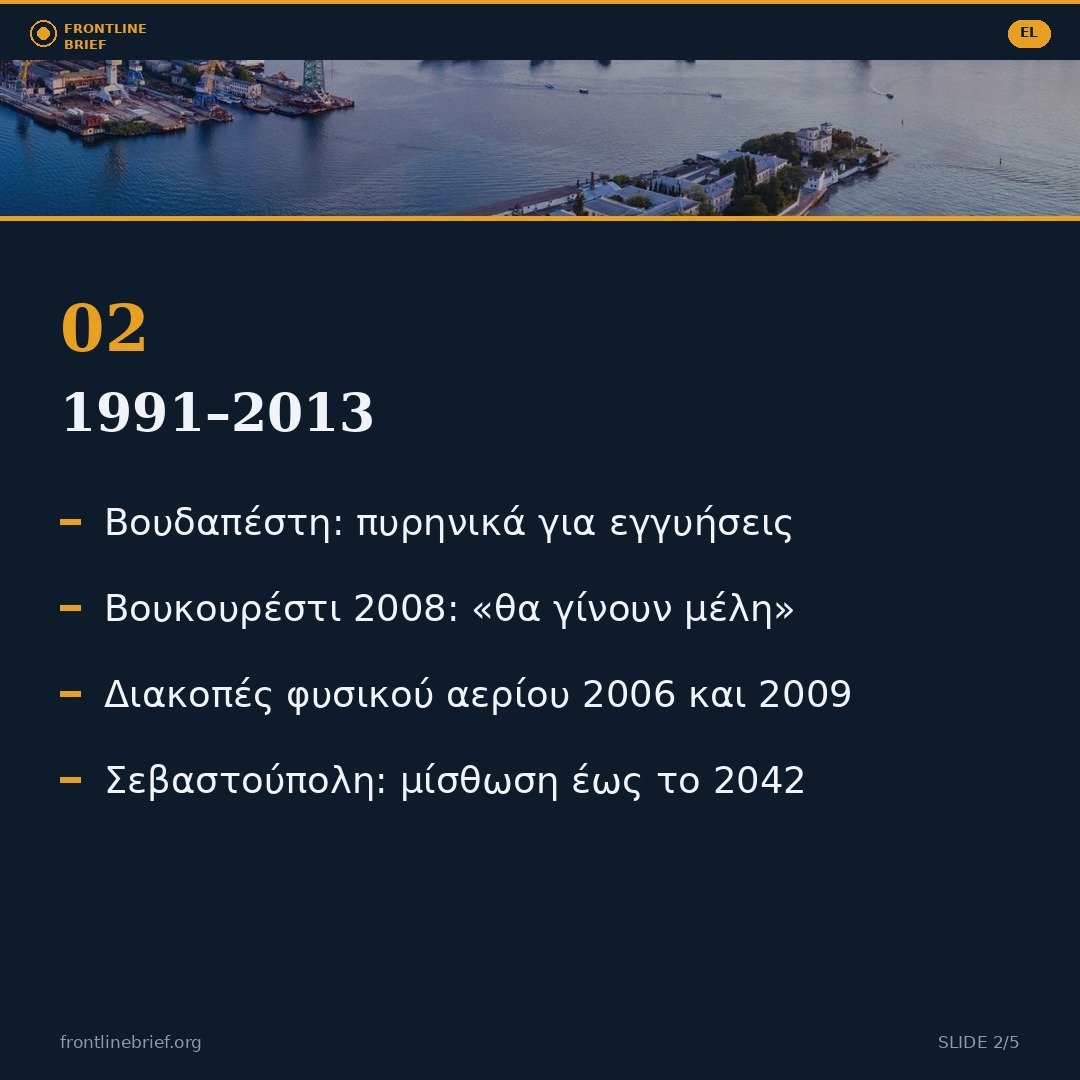 FRONTLINE
BRIEF
EL
02
1991–2013
– Βουδαπέστη: πυρηνικά για εγγυήσεις
– Βουκουρέστι 2008: «θα γίνουν μέλη»
– Διακοπές φυσικού αερίου 2006 και 2009
– Σεβαστούπολη: μίσθωση έως το 2042
frontlinebrief.org
SLIDE 2/5